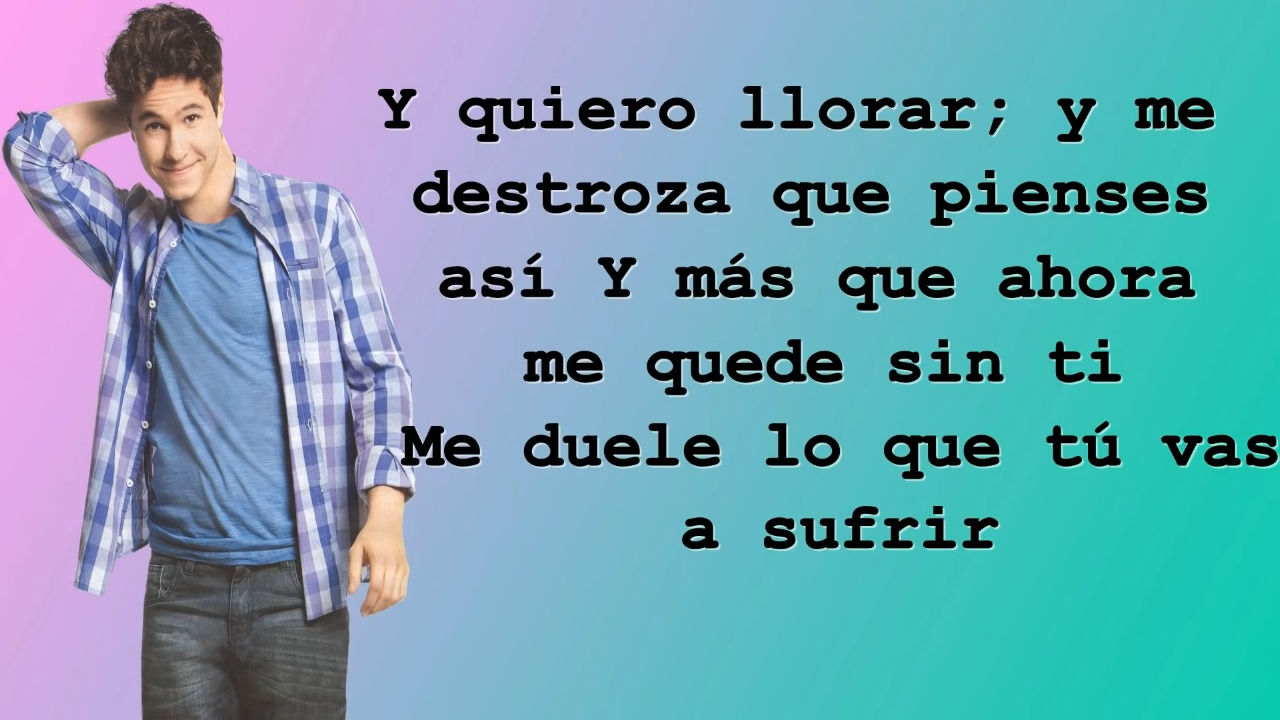 Y quiero llorar; y me
destroza que pienses
así Y más que ahora
me quede sin ti
Me duele lo que tú vas
a sufrir